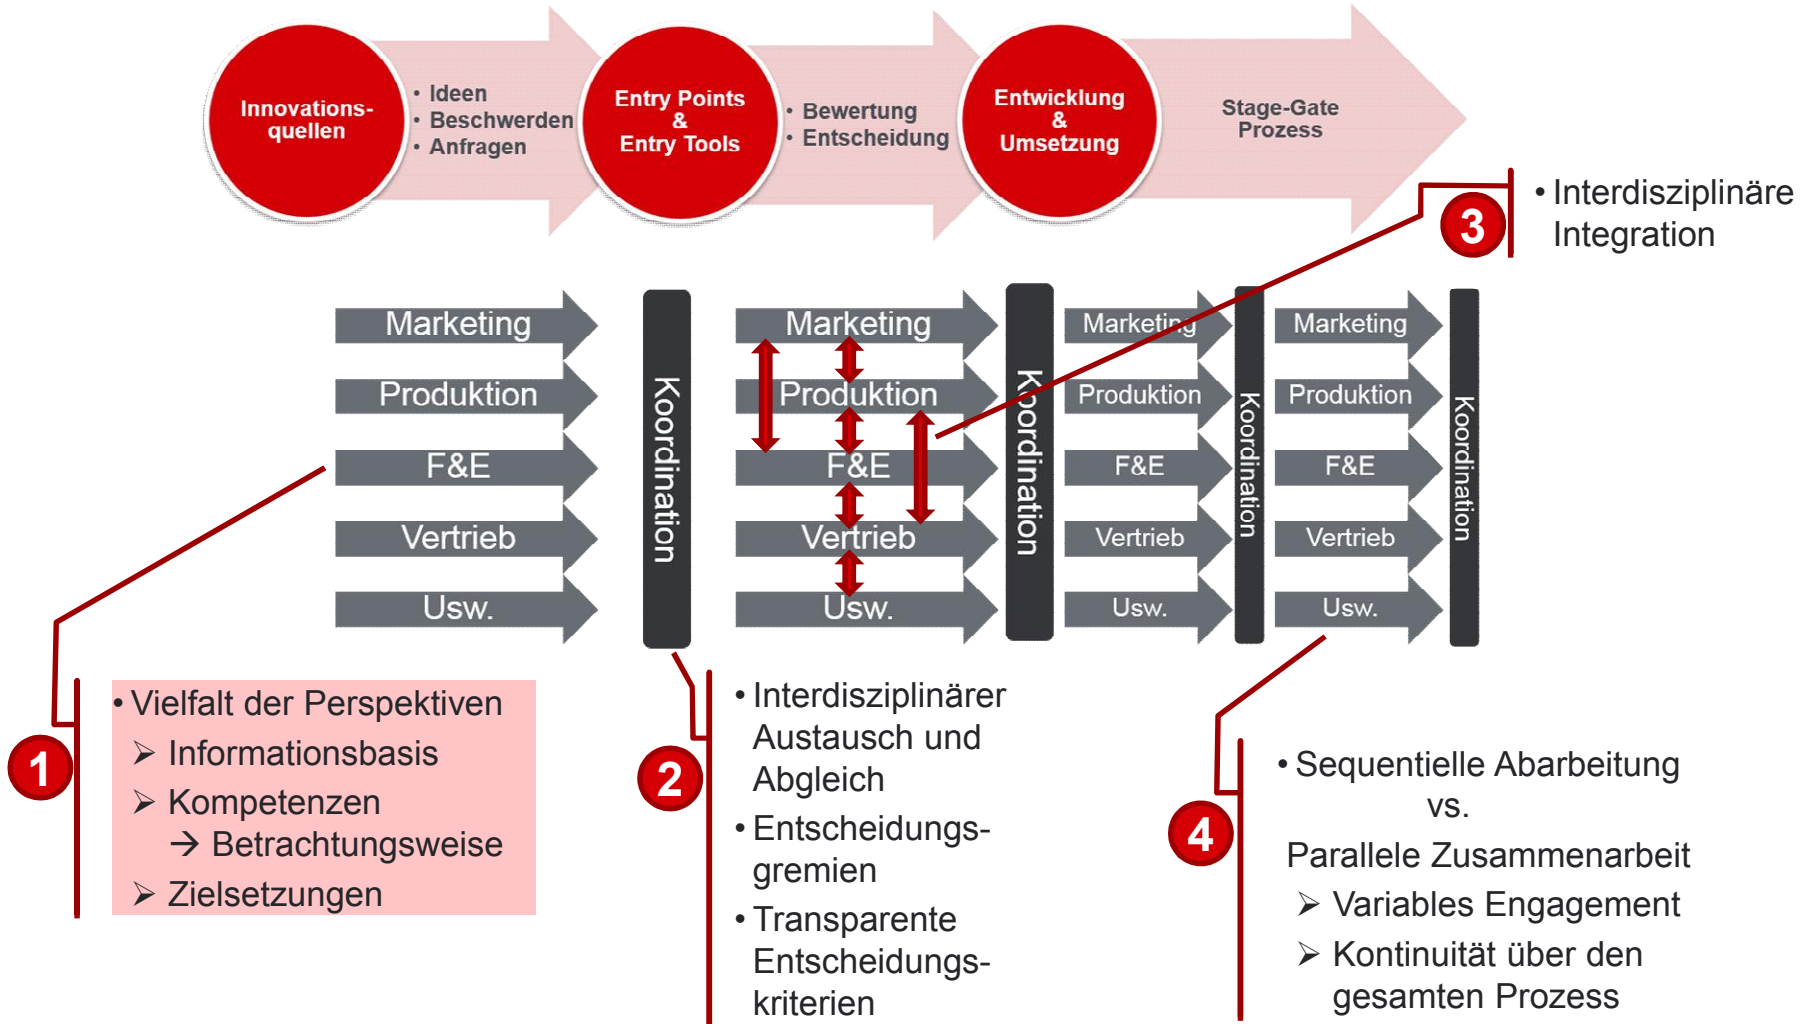 Innovations-
quellen
• Ideen
• Beschwerden
• Anfragen
Entry Points
&
Entry Tools
• Bewertung
• Entscheidung
Entwicklung
&
Umsetzung
Stage-Gate
Prozess
3
• Interdisziplinäre
Integration
Marketing
Produktion
F&E
Vertrieb
Usw.
Koordination
Marketing
Produktion
F&E
Vertrieb
Usw.
Koordination
Marketing
Produktion
F&E
Vertrieb
Usw.
Koordination
Marketing
Produktion
F&E
Vertrieb
Usw.
Koordination
1
• Vielfalt der Perspektiven
➢ Informationsbasis
➢ Kompetenzen
→ Betrachtungsweise
➢ Zielsetzungen
2
• Interdisziplinärer
Austausch und
Abgleich
• Entscheidungs-
gremien
• Transparente
Entscheidungs-
kriterien
4
• Sequentielle Abarbeitung
vs.
Parallele Zusammenarbeit
➢ Variables Engagement
➢ Kontinuität über den
gesamten Prozess